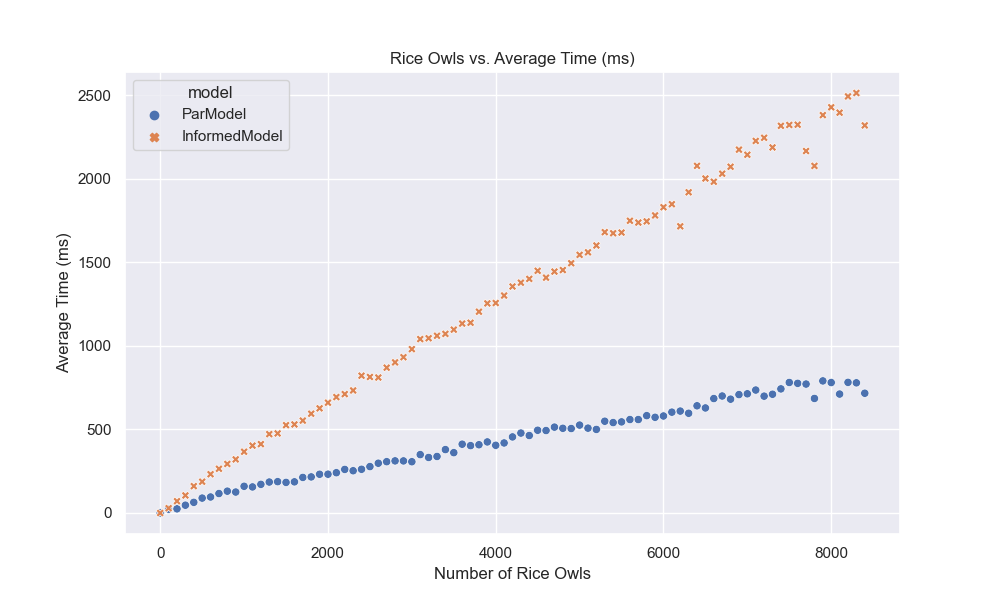 Rice Owls vs. Average Time (ms)
model
ParModel
InformedModel
2500
2000
1500
1000
500
0
Average Time (ms)
0 2000 4000 6000 8000
Number of Rice Owls